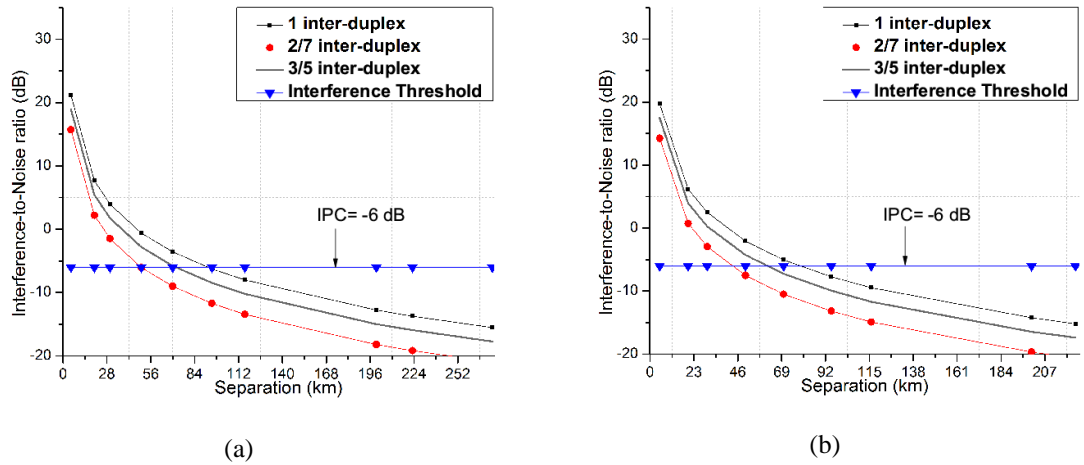 1 inter-duplex
2/7 inter-duplex
3/5 inter-duplex
Interference Threshold
IPC= -6 dB
Interference-to-Noise ratio (dB)
30
20
10
0
-10
-20
0 28 56 84 112 140 168 196 224 252
Separation (km)
(a)
1 inter-duplex
2/7 inter-duplex
3/5 inter-duplex
Interference Threshold
IPC= -6 dB
Interference-to-Noise ratio (dB)
30
20
10
0
-10
-20
0 23 46 69 92 115 138 161 184 207
Separation (km)
(b)